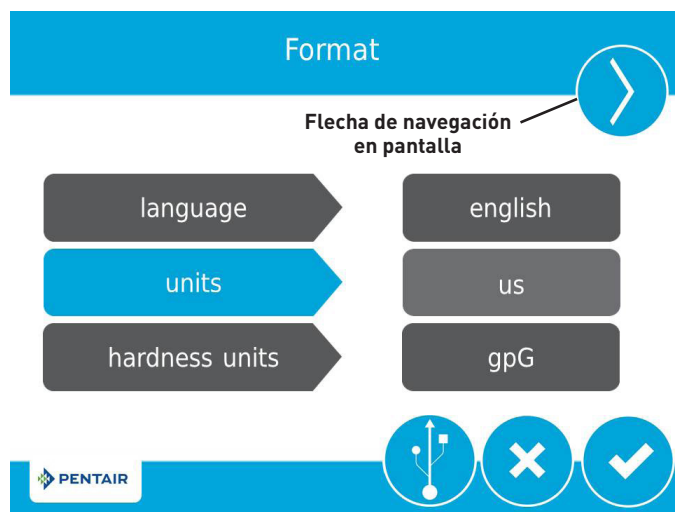 Format
Flecha de navegación
en pantalla
language
english
units
us
hardness units
gpG
PENTAIR